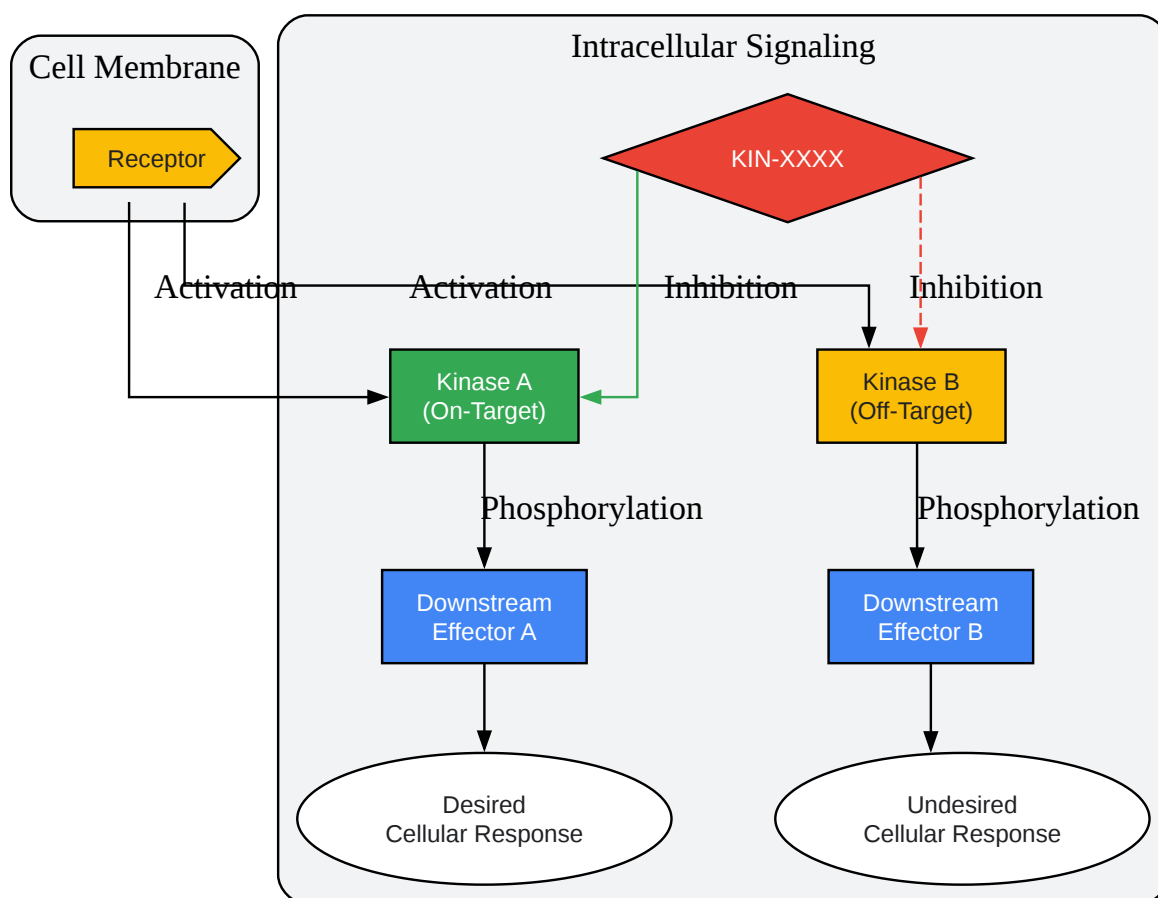 Intracellular Signaling
Cell Membrane
Receptor
KIN-XXXX
Activation
Activation
Inhibition
Inhibition
Kinase A
(On-Target)
Kinase B
(Off-Target)
Phosphorylation
Phosphorylation
Downstream
Effector A
Downstream
Effector B
Desired
Cellular Response
Undesired
Cellular Response